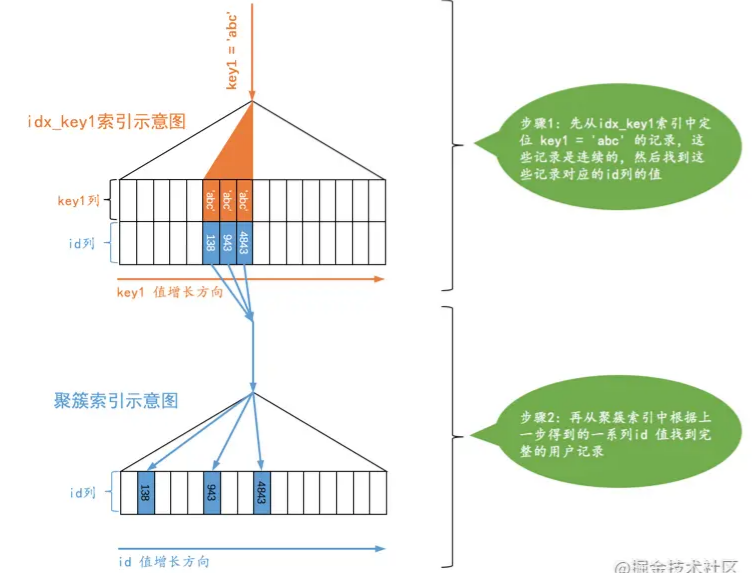 key1 = 'abc'
idx_key1索引示意图
key1列
'abc'
'abc'
'abc'
id列
138
943
4843
key1 值增长方向
步骤1: 先从idx_key1索引中定
位 key1 = 'abc' 的记录, 这
些记录是连续的, 然后找到这
些记录对应的id列的值
聚簇索引示意图
id列
138
943
4843
id 值增长方向
步骤2: 再从聚簇索引中根据上
一步得到的一系列id 值找到完
整的用户记录
@掘金技术社区